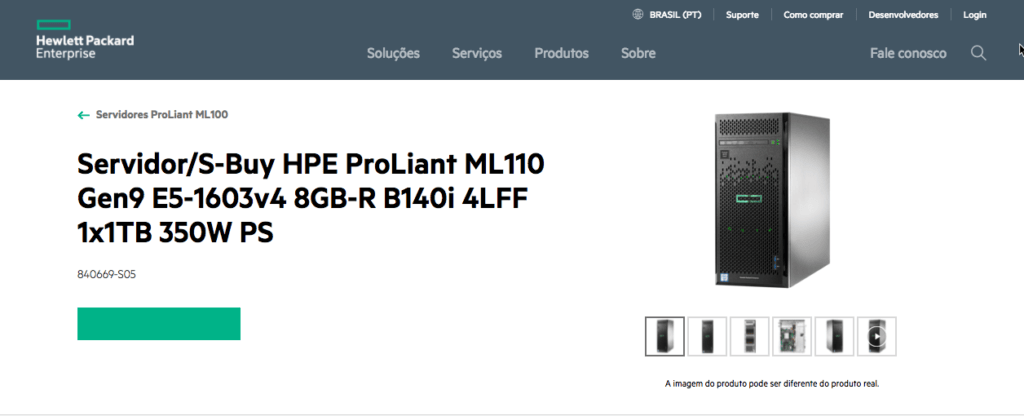 BRASIL (PT)
Suporte
Como comprar
Desenvolvedores
Login
Hewlett Packard
Enterprise
Soluções
Serviços
Produtos
Sobre
Fale conosco
Servidores ProLiant ML100
Servidor/S-Buy HPE ProLiant ML110
Gen9 E5-1603v4 8GB-R B140i 4LFF
1x1TB 350W PS
840669-S05
A imagem do produto pode ser diferente do produto real.